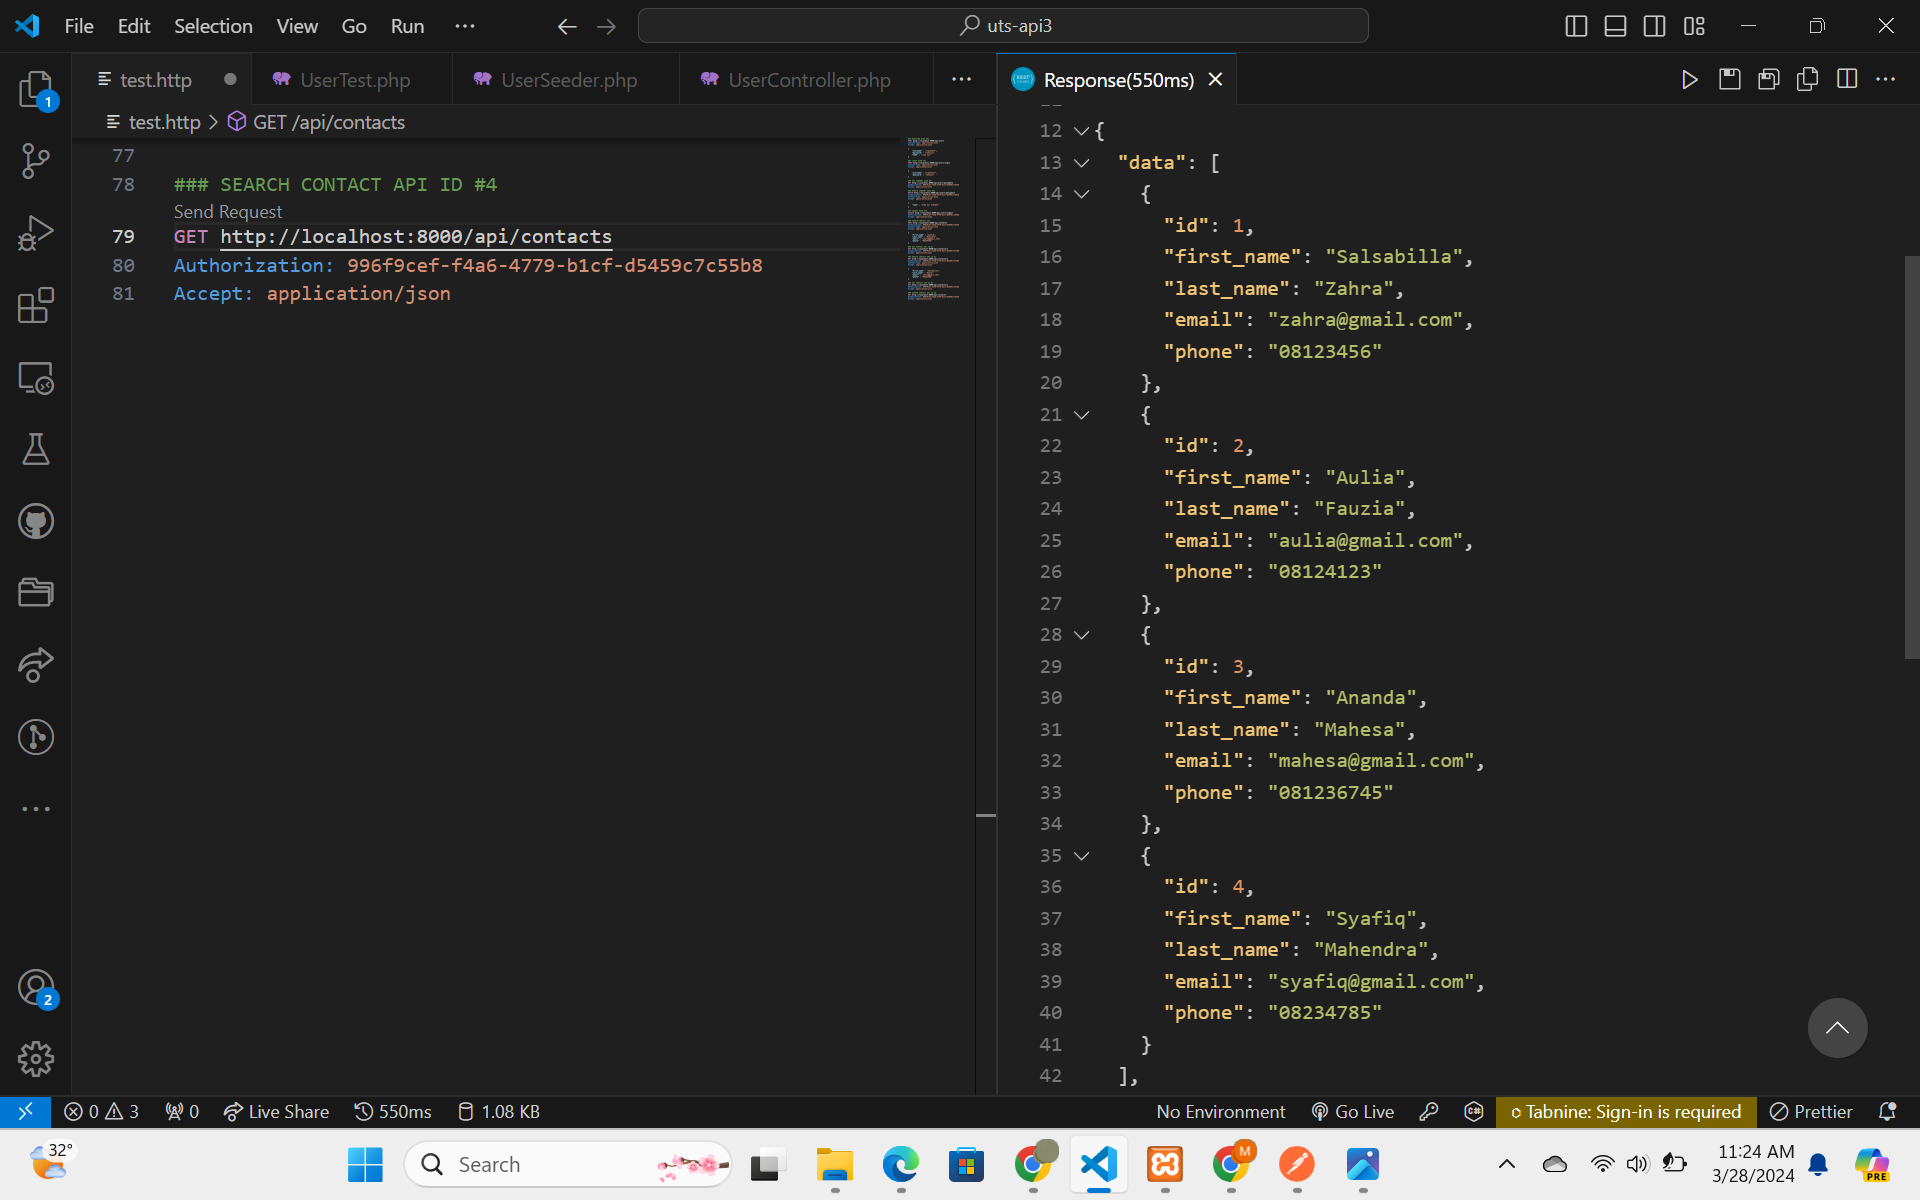 File Edit Selection View Go Run ···
uts-api3
test.http
UserTest.php
UserSeeder.php
UserController.php
Response(550ms)
test.http > GET /api/contacts
77
78 ### SEARCH CONTACT API ID #4
Send Request
79 GET http://localhost:8000/api/contacts
80 Authorization: 996f9cef-f4a6-4779-b1cf-d5459c7c55b8
81 Accept: application/json
12 {
13 "data": [
14 {
15 "id": 1,
16 "first_name": "Salsabilla",
17 "last_name": "Zahra",
18 "email": "zahra@gmail.com",
19 "phone": "08123456"
20 },
21 {
22 "id": 2,
23 "first_name": "Aulia",
24 "last_name": "Fauzia",
25 "email": "aulia@gmail.com",
26 "phone": "08124123"
27 },
28 {
29 "id": 3,
30 "first_name": "Ananda",
31 "last_name": "Mahesa",
32 "email": "mahesa@gmail.com",
33 "phone": "081236745"
34 },
35 {
36 "id": 4,
37 "first_name": "Syafiq",
38 "last_name": "Mahendra",
39 "email": "syafiq@gmail.com",
40 "phone": "08234785"
41 }
42 ],
1
2
0 3 0 Live Share 550ms 1.08 KB
No Environment Go Live Tabnine: Sign-in is required Prettier
32°
Search
M
11:24 AM
3/28/2024
PRE